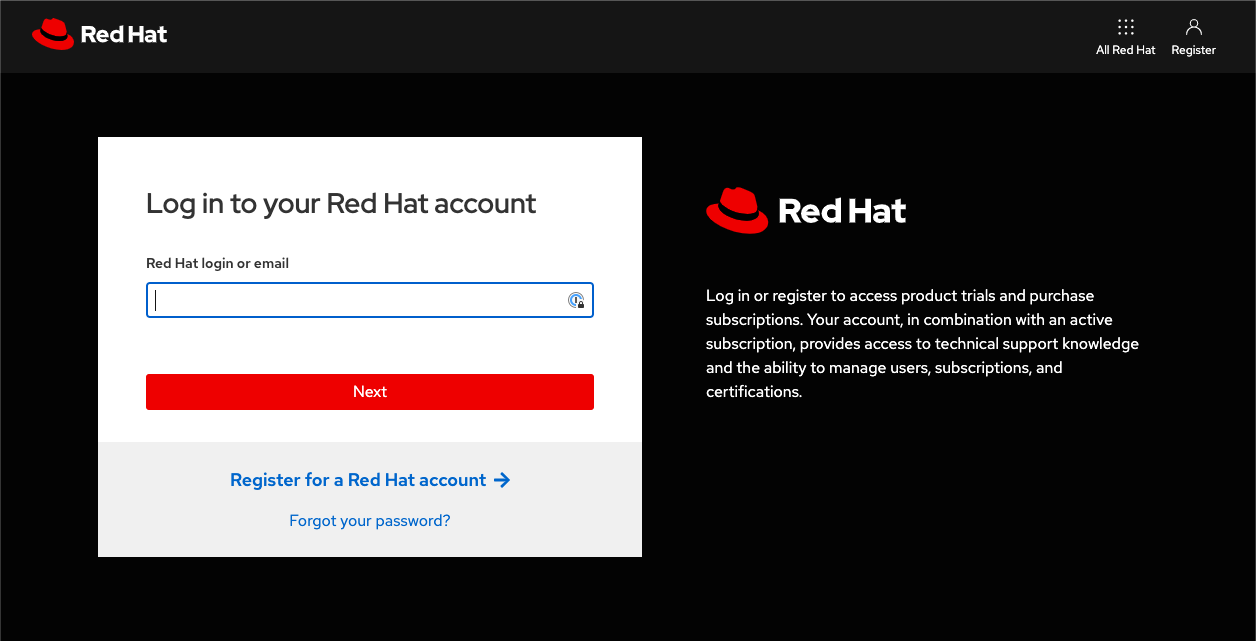 Red Hat
All Red Hat
Register
Log in to your Red Hat account
Red Hat login or email
Next
Register for a Red Hat account
Forgot your password?
Red Hat
Log in or register to access product trials and purchase
subscriptions. Your account, in combination with an active
subscription, provides access to technical support knowledge
and the ability to manage users, subscriptions, and
certifications.